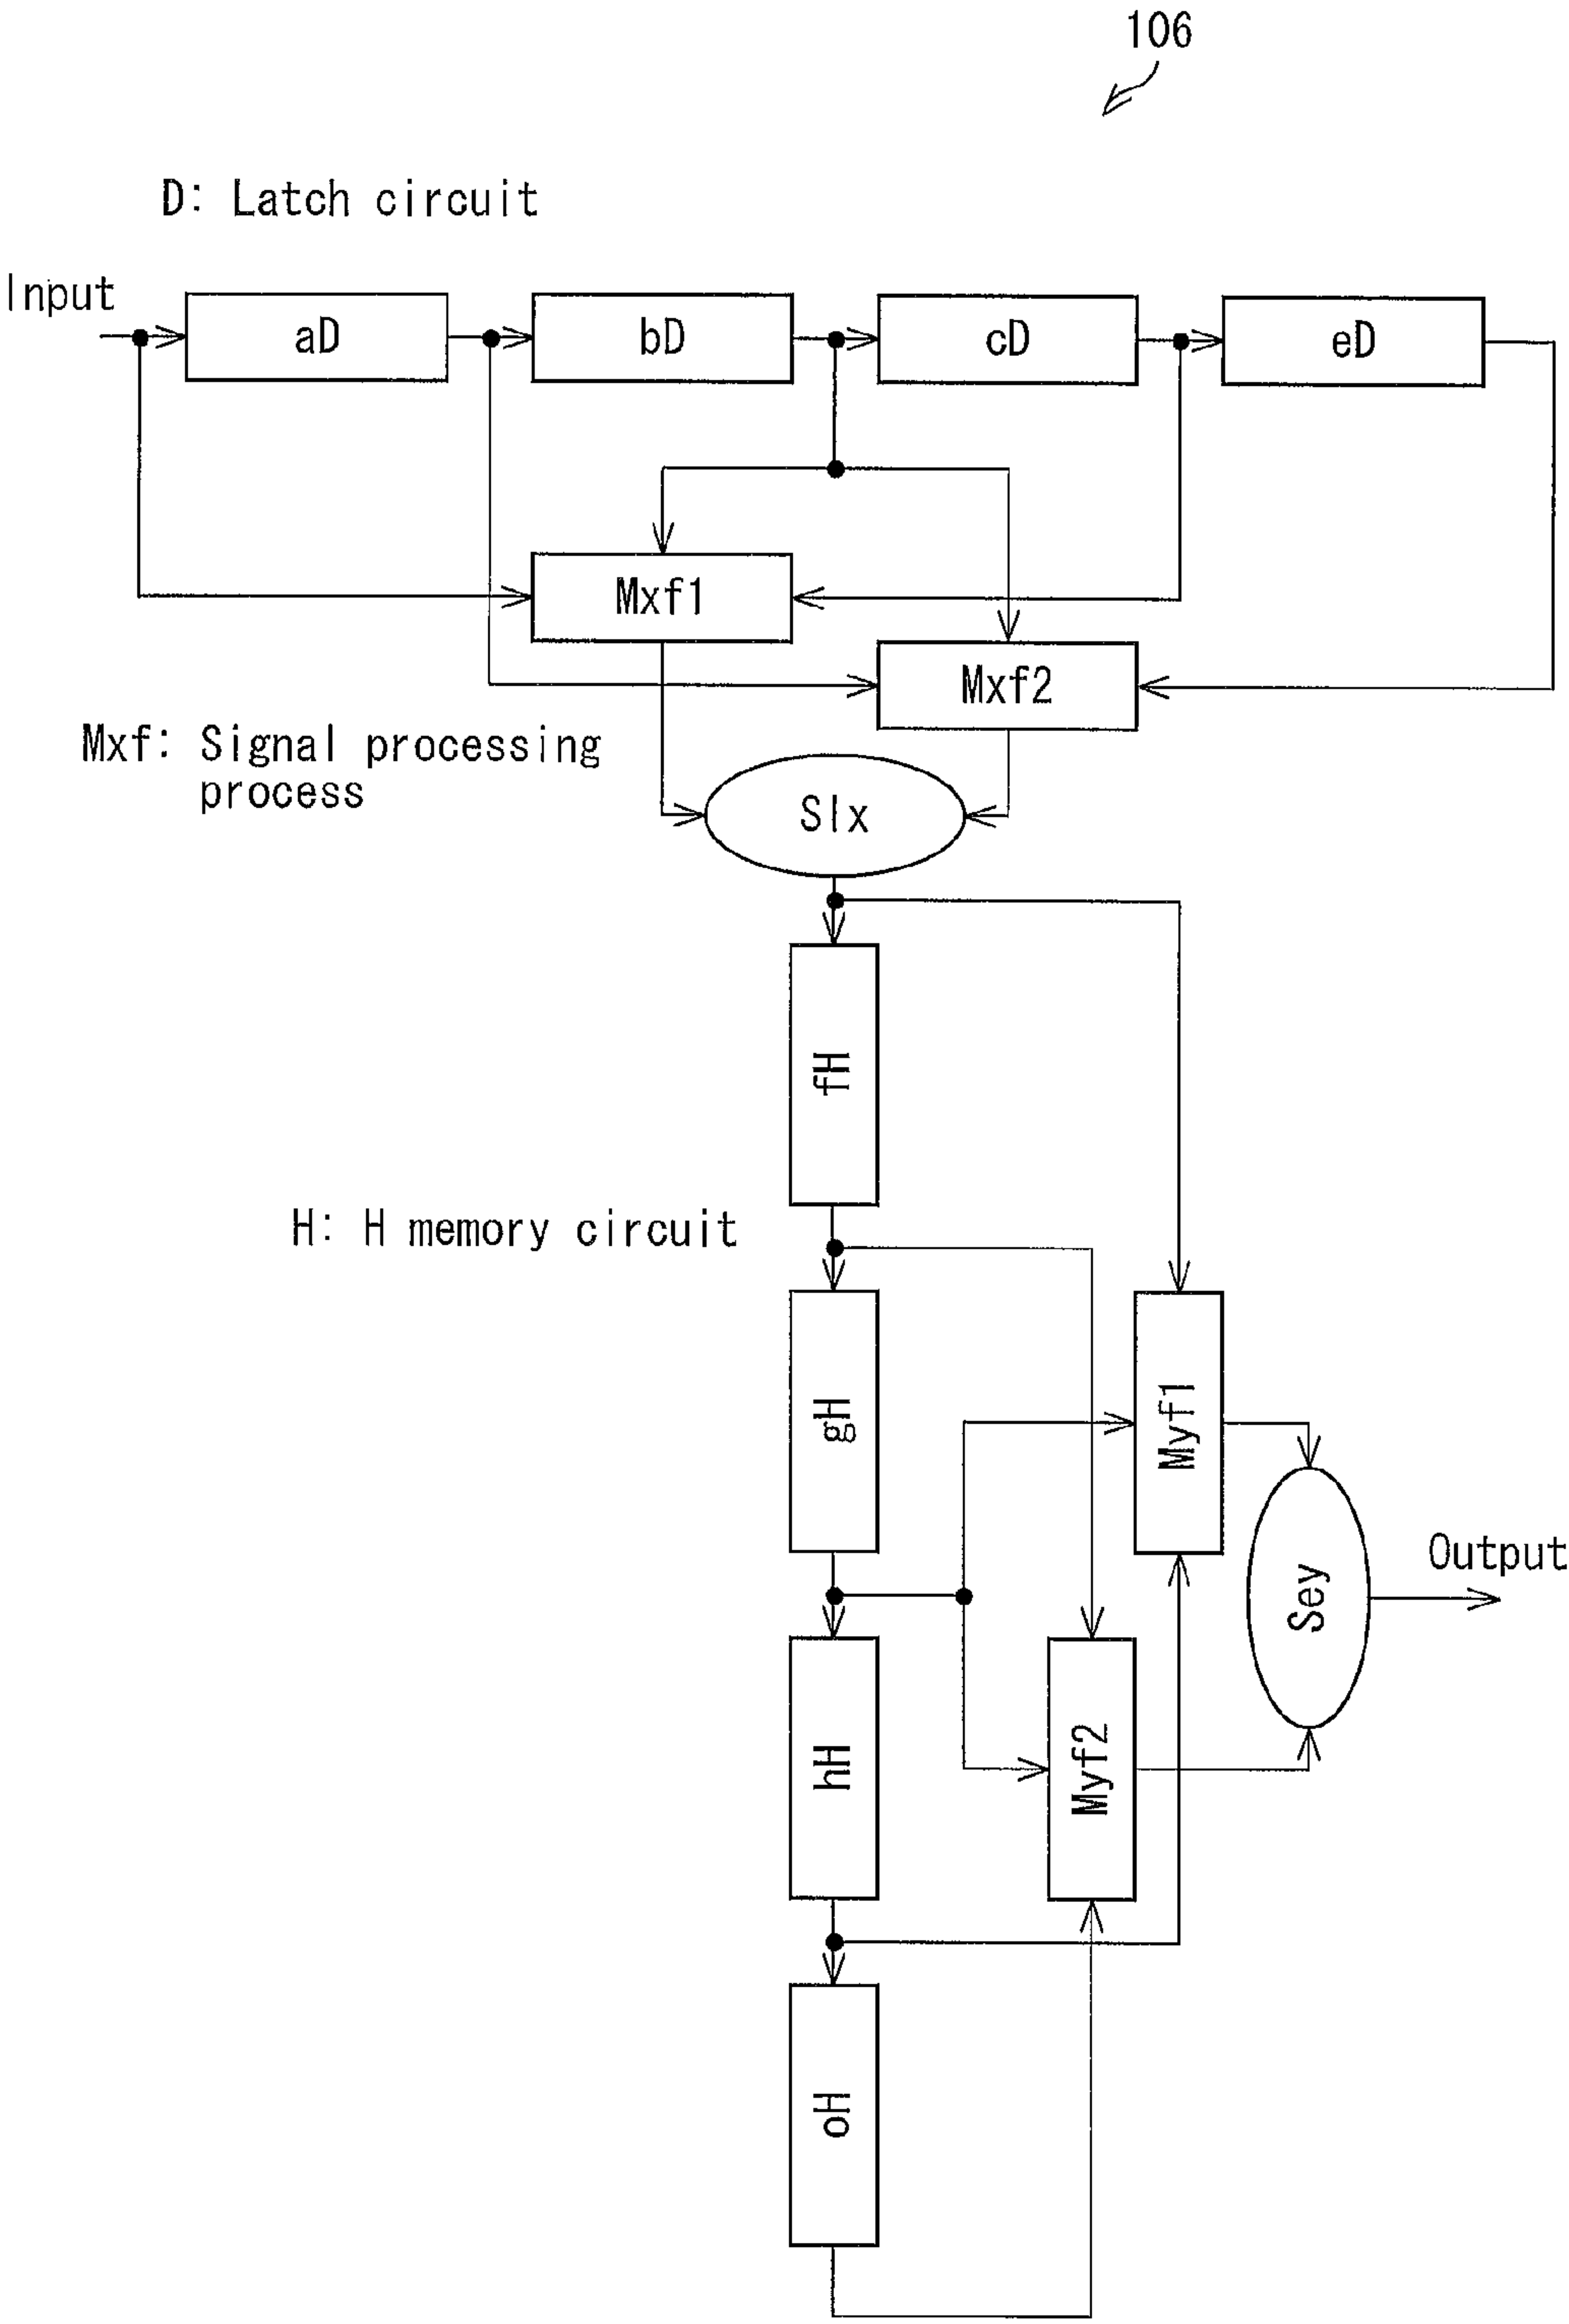 106
D: Latch circuit
Input
aD
bD
cD
eD
Mxf1
Mxf2
Mxf: Signal processing
process
Slx
fH
H: H memory circuit
gH
Myf1
Output
Sey
hH
Myf2
oH